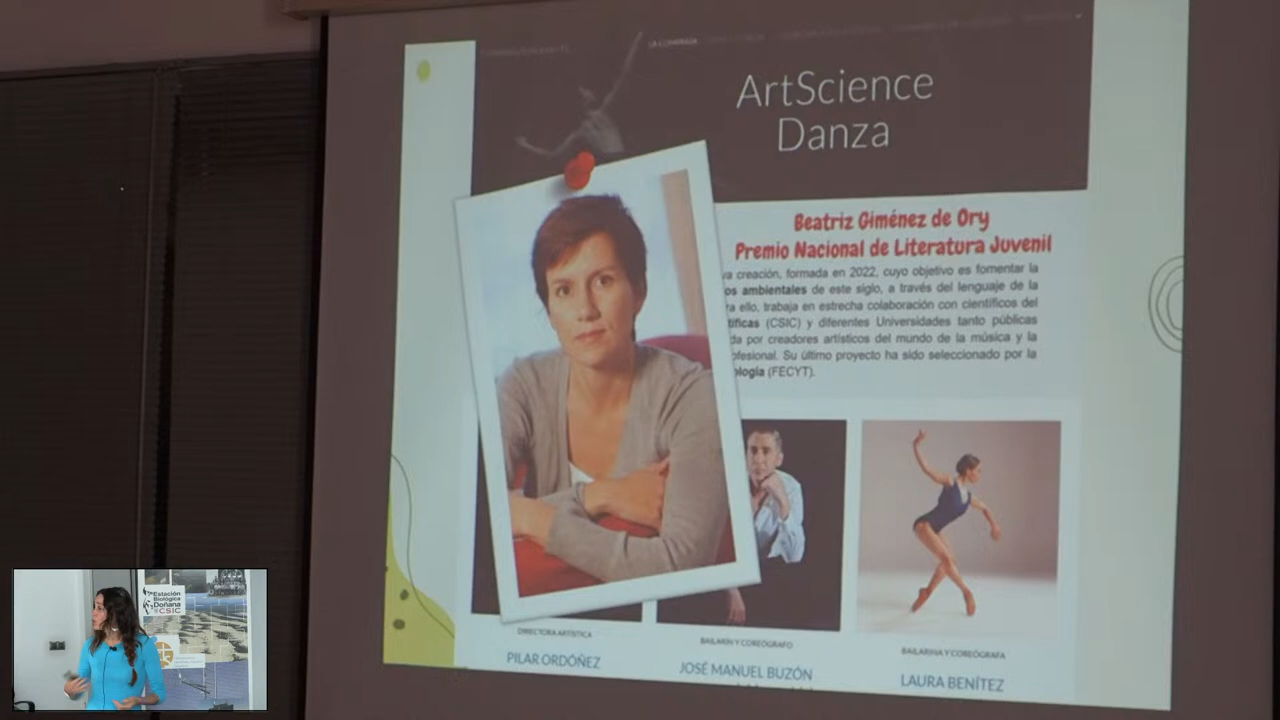 LA COMPAÑÍA
ArtScience
Danza
Beatriz Giménez de Ory
Premio Nacional de Literatura Juvenil
creación, formada en 2022, cuyo objetivo es fomentar la
os ambientales de este siglo, a través del lenguaje de la
a ello, trabaja en estrecha colaboración con científicos del
tíficas (CSIC) y diferentes Universidades tanto públicas
da por creadores artísticos del mundo de la música y la
ofesional. Su último proyecto ha sido seleccionado por la
ología (FECYT).
DIRECTORA ARTÍSTICA
PILAR ORDÓÑEZ
BAILARÍN Y COREÓGRAFO
JOSÉ MANUEL BUZÓN
BAILARINA Y COREÓGRAFA
LAURA BENÍTEZ
Estación
Biológica
Doñana
CSIC